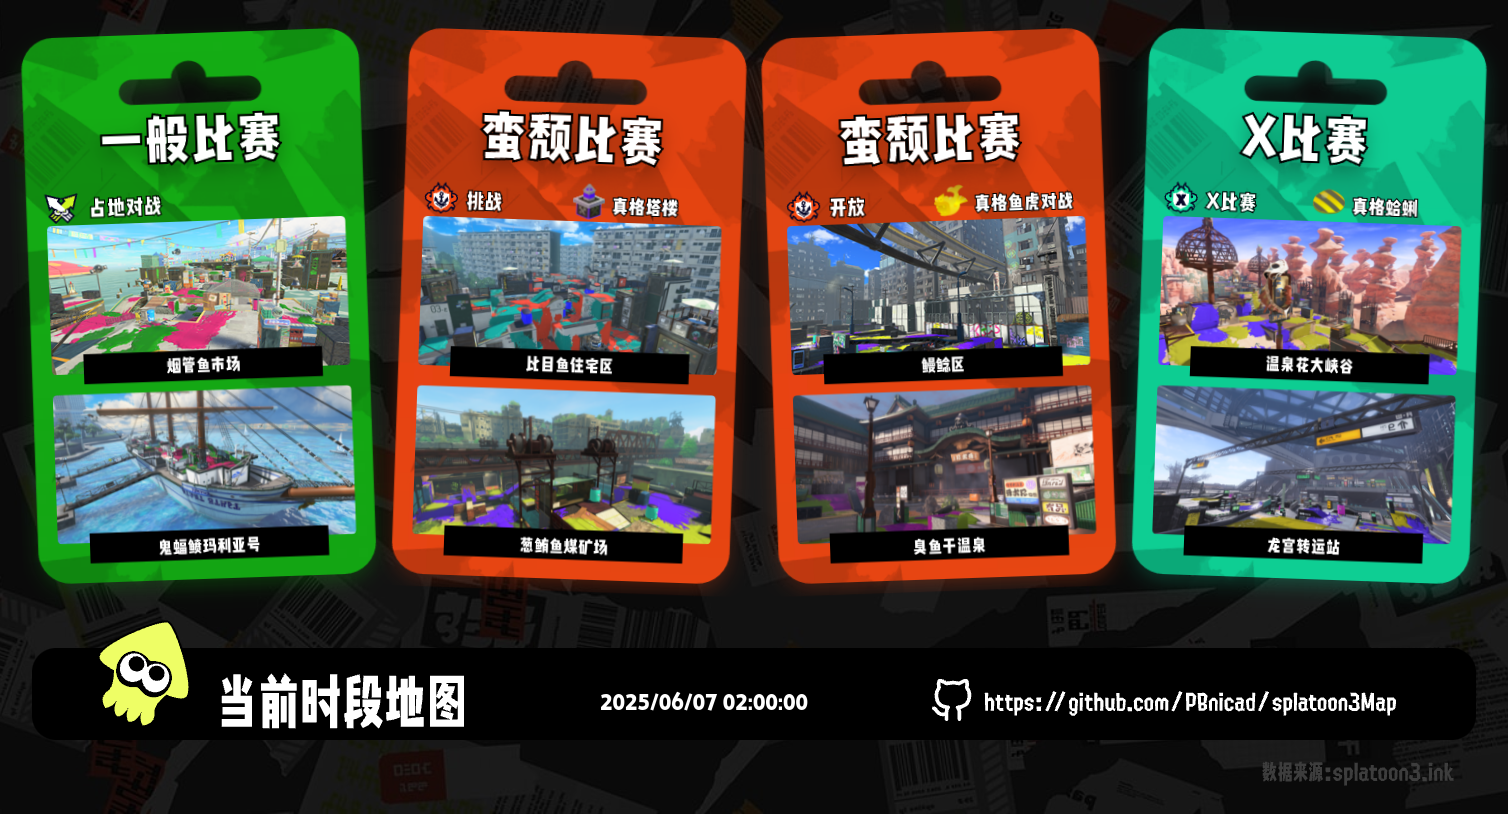 一般比赛
占地对战
烟管鱼市场
鬼蝠鲼玛利亚号
蛮颓比赛
挑战
真格塔楼
比目鱼住宅区
葱鲔鱼煤矿场
蛮颓比赛
开放
真格鱼虎对战
鳗鲶区
臭鱼干温泉
X比赛
X比赛
真格蛤蜊
温泉花大峡谷
龙宫转运站
当前时段地图
2025/06/07 02:00:00
https://github.com/PBnicad/splatoon3Map
数据来源:splatoon3.ink